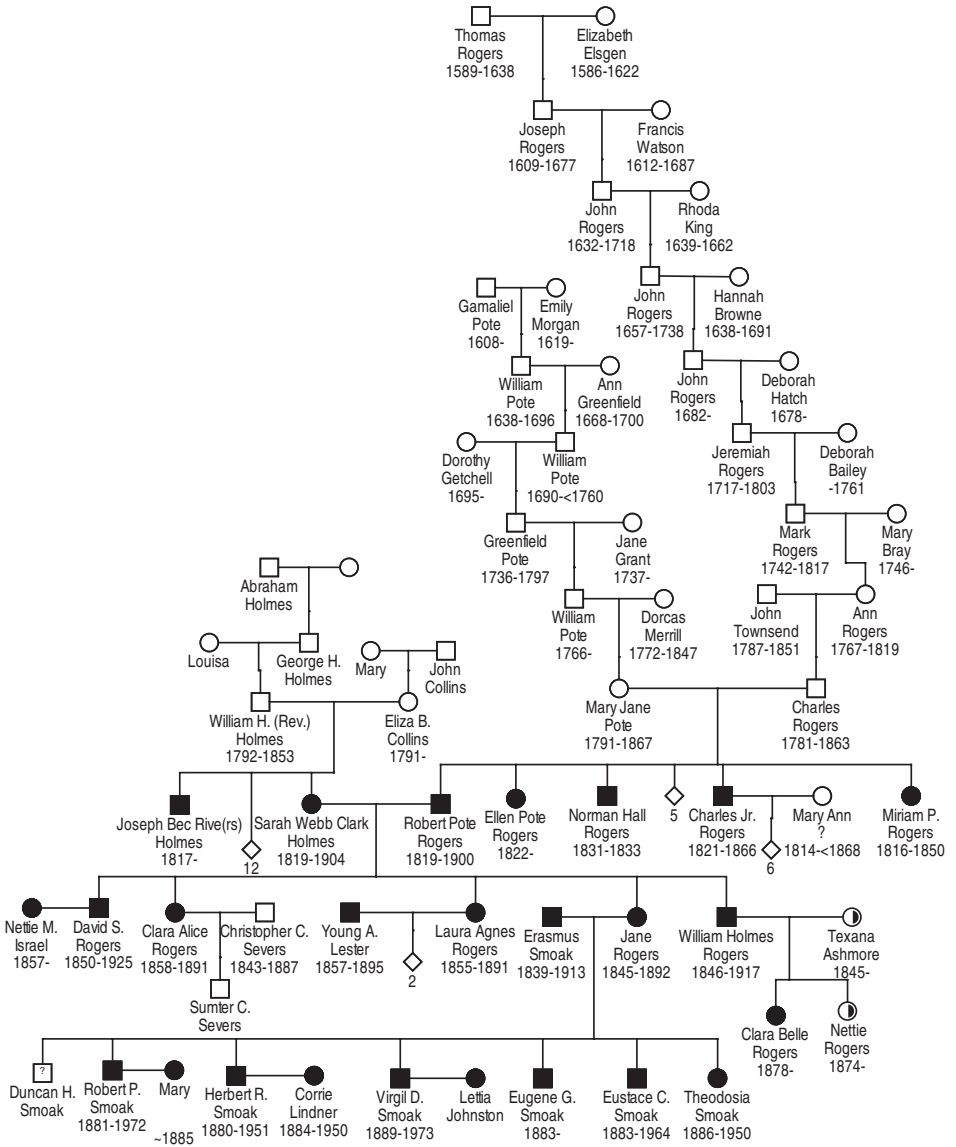 Thomas
Rogers
1589-1638
Elizabeth
Elsgen
1586-1622
Joseph
Rogers
1609-1677
Francis
Watson
1612-1687
John
Rogers
1632-1718
Rhoda
King
1639-1662
John
Rogers
1657-1738
Hannah
Browne
1638-1691
Gamaliel
Pote
1608-
Emily
Morgan
1619-
William
Pote
1638-1696
Ann
Greenfield
1668-1700
John
Rogers
1682-
Deborah
Hatch
1678-
Dorothy
Getchell
1695-
William
Pote
1690-<1760
Jeremiah
Rogers
1717-1803
Deborah
Bailey
-1761
Greenfield
Pote
1736-1797
Jane
Grant
1737-
Mark
Rogers
1742-1817
Mary
Bray
1746-
Abraham
Holmes
William
Pote
1766-
Dorcas
Merrill
1772-1847
John
Townsend
1787-1851
Ann
Rogers
1767-1819
Louisa
George H.
Holmes
Mary
John
Collins
William H. (Rev.)
Holmes
1792-1853
Eliza B.
Collins
1791-
Mary Jane
Pote
1791-1867
Charles
Rogers
1781-1863
Joseph Bec Rive(rs)
Holmes
1817-
12
Sarah Webb Clark
Holmes
1819-1904
Robert Pote
Rogers
1819-1900
Ellen Pote
Rogers
1822-
Norman Hall
Rogers
1831-1833
5
Charles Jr.
Rogers
1821-1866
6
Mary Ann
?
1814-<1868
Miriam P.
Rogers
1816-1850
Nettie M.
Israel
1857-
David S.
Rogers
1850-1925
Clara Alice
Rogers
1858-1891
Christopher C.
Severs
1843-1887
Young A.
Lester
1857-1895
2
Laura Agnes
Rogers
1855-1891
Erasmus
Smoak
1839-1913
Jane
Rogers
1845-1892
William Holmes
Rogers
1846-1917
Texana
Ashmore
1845-
Sumter C.
Severs
Clara Belle
Rogers
1878-
Nettie
Rogers
1874-
?
Duncan H.
Smoak
Robert P.
Smoak
1881-1972
Mary
~1885
Herbert R.
Smoak
1880-1951
Corrie
Lindner
1884-1950
Virgil D.
Smoak
1889-1973
Lettia
Johnston
Eugene G.
Smoak
1883-
Eustace C.
Smoak
1883-1964
Theodosia
Smoak
1886-1950